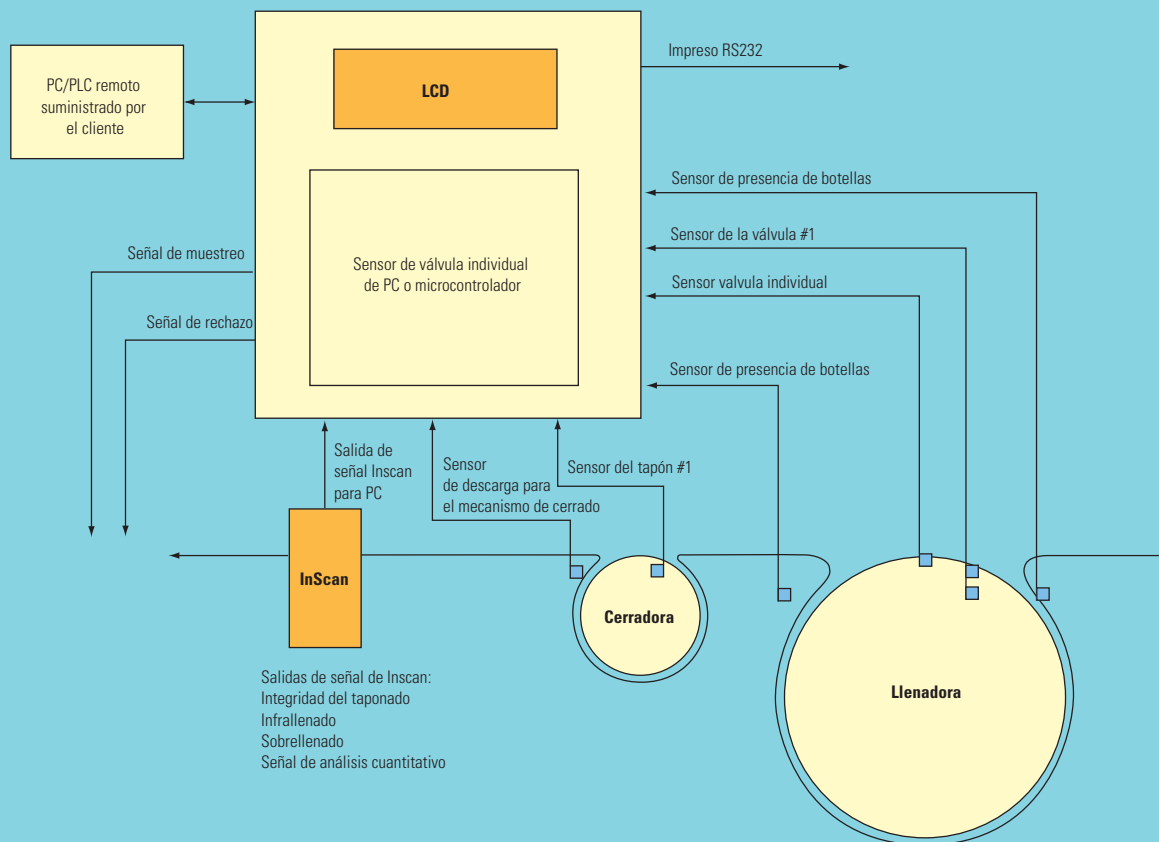 Impreso RS232
PC/PLC remoto
suministrado por
el cliente
LCD
Sensor de presencia de botellas
Sensor de la válvula #1
Señal de muestreo
Sensor de válvula individual
de PC o microcontrolador
Sensor valvula individual
Señal de rechazo
Sensor de presencia de botellas
Salida de
señal Inscan
para PC
Sensor
de descarga para
el mecanismo de cerrado
Sensor del tapón #1
InScan
Cerradora
Llenadora
Salidas de señal de Inscan:
Integridad del taponado
Infrallenado
Sobrellenado
Señal de análisis cuantitativo